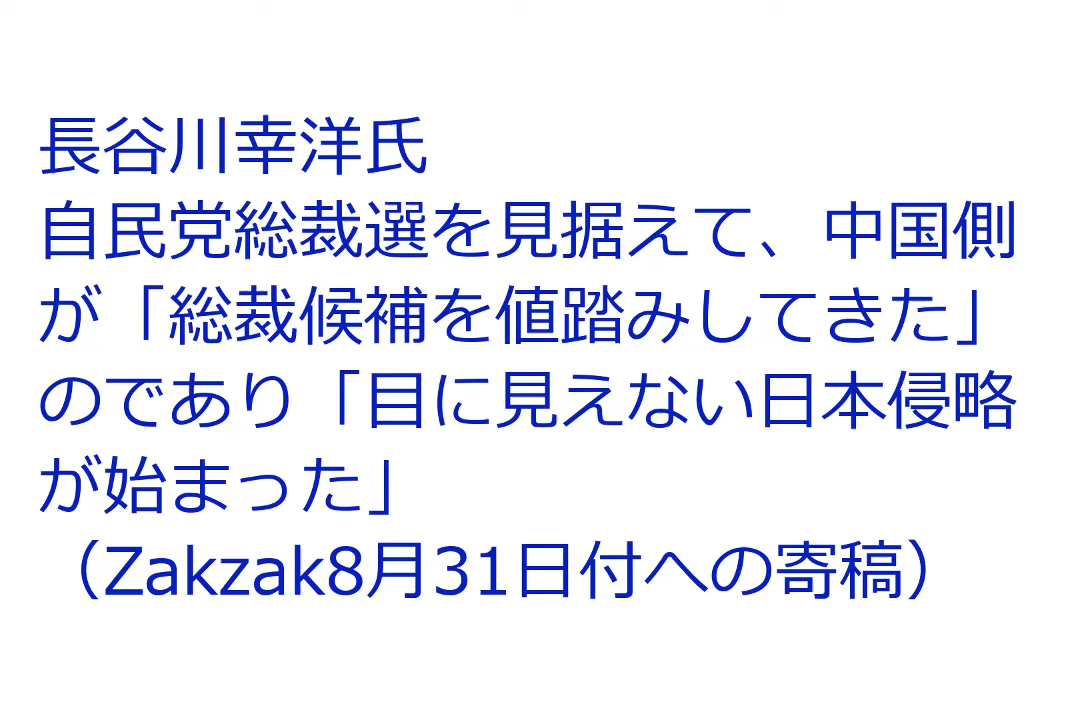 長谷川幸洋氏
自民党総裁選を見据えて、中国側
が「総裁候補を値踏みしてきた」
のであり「目に見えない日本侵略
が始まった」
（Zakzak8月31日付への寄稿）